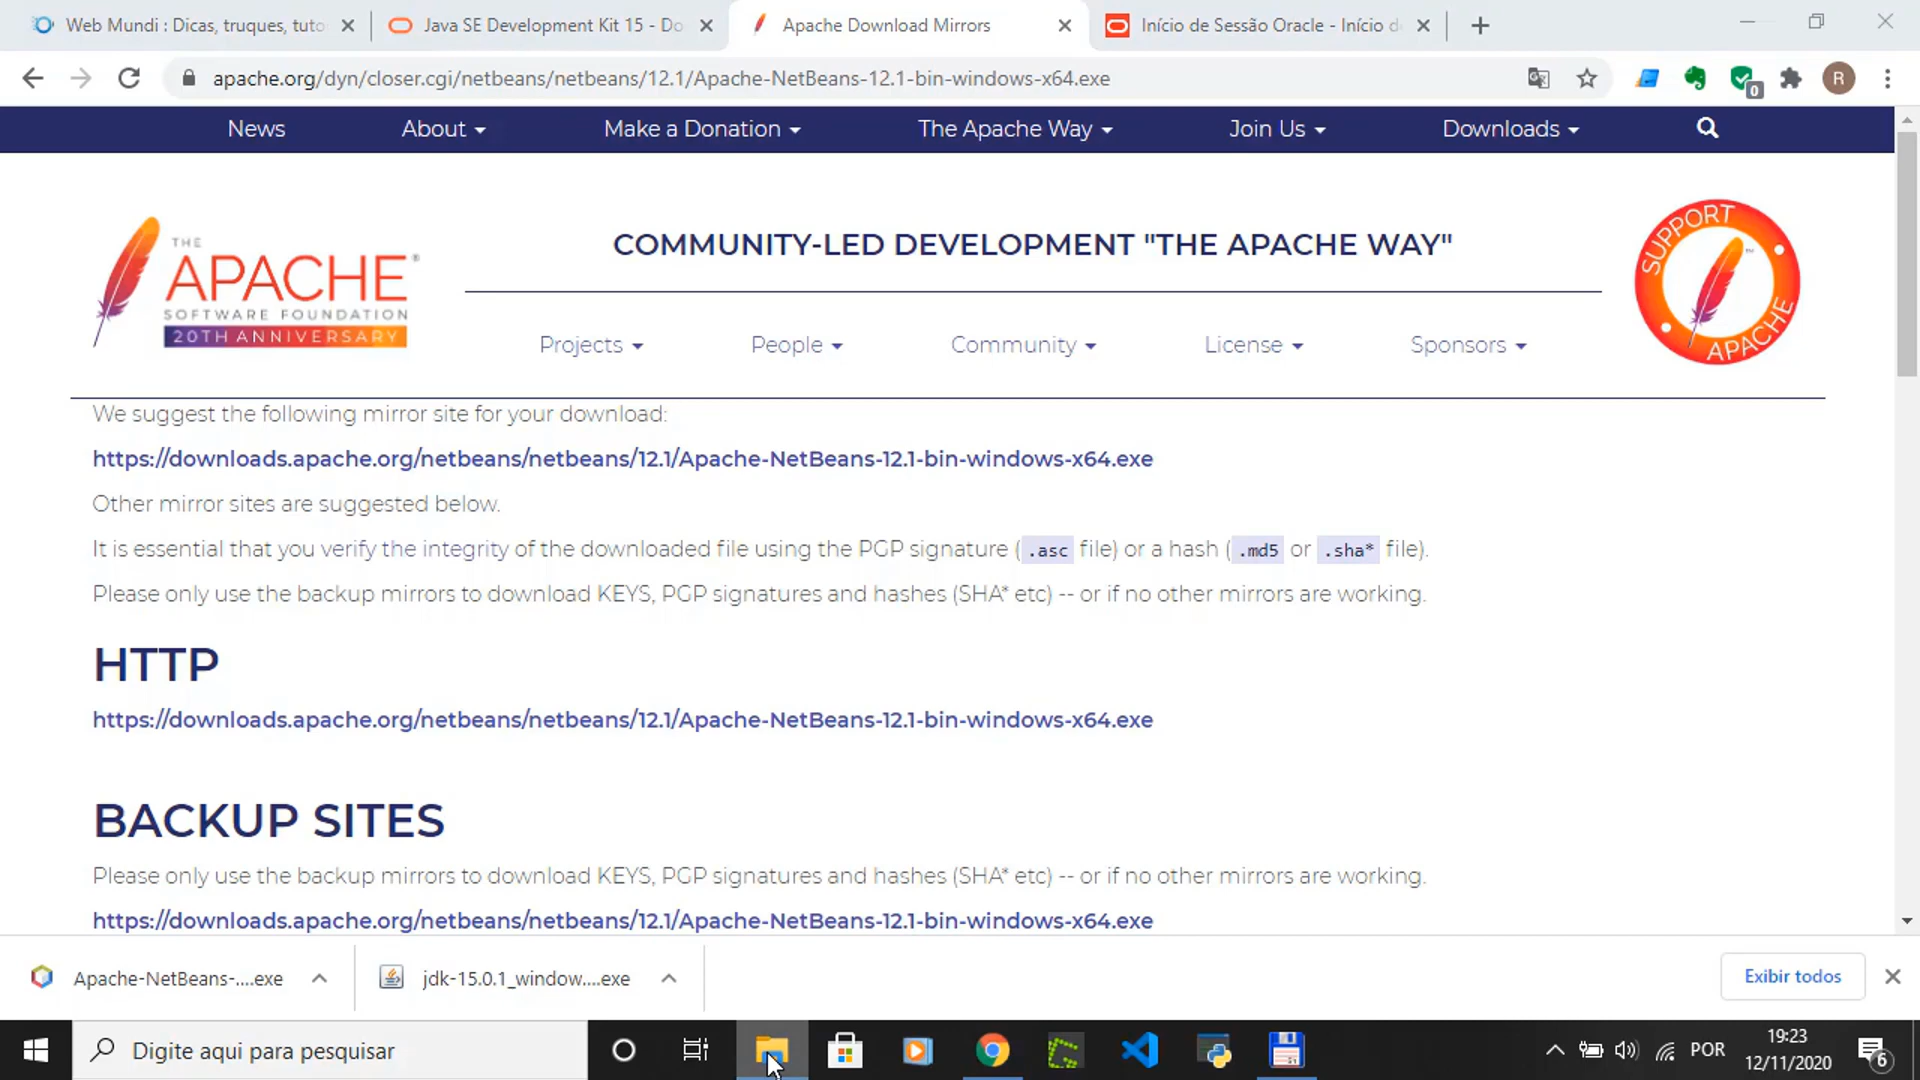 Web Mundi : Dicas, truques, tuto
Java SE Development Kit 15 - Do
Apache Download Mirrors
Início de Sessão Oracle - Início d
apache.org/dyn/closer.cgi/netbeans/netbeans/12.1/Apache-NetBeans-12.1-bin-windows-x64.exe
0
R
News
About
Make a Donation
The Apache Way
Join Us
Downloads
THE
APACHE®
SOFTWARE FOUNDATION
20TH ANNIVERSARY
COMMUNITY-LED DEVELOPMENT "THE APACHE WAY"
SUPPORT
APACHE
Projects
People
Community
License
Sponsors
We suggest the following mirror site for your download:
https://downloads.apache.org/netbeans/netbeans/12.1/Apache-NetBeans-12.1-bin-windows-x64.exe
Other mirror sites are suggested below.
It is essential that you verify the integrity of the downloaded file using the PGP signature ( .asc file) or a hash ( .md5 or .sha* file).
Please only use the backup mirrors to download KEYS, PGP signatures and hashes (SHA* etc) -- or if no other mirrors are working.
HTTP
https://downloads.apache.org/netbeans/netbeans/12.1/Apache-NetBeans-12.1-bin-windows-x64.exe
BACKUP SITES
Please only use the backup mirrors to download KEYS, PGP signatures and hashes (SHA* etc) -- or if no other mirrors are working.
https://downloads.apache.org/netbeans/netbeans/12.1/Apache-NetBeans-12.1-bin-windows-x64.exe
Apache-NetBeans-....exe
jdk-15.0.1_window....exe
Exibir todos
Digite aqui para pesquisar
POR
19:23
12/11/2020
6